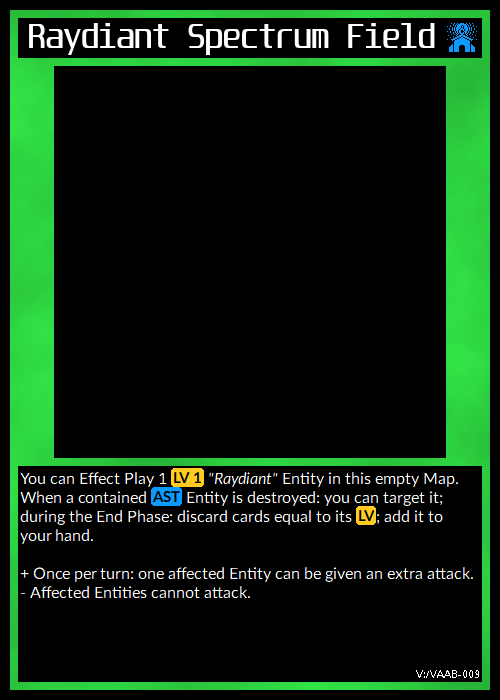 Raydiant Spectrum Field
You can Effect Play 1 LV 1 "Raydiant" Entity in this empty Map.
When a contained AST Entity is destroyed: you can target it;
during the End Phase: discard cards equal to its LV; add it to
your hand.
+ Once per turn: one affected Entity can be given an extra attack.
- Affected Entities cannot attack.
V:/VAAB-009